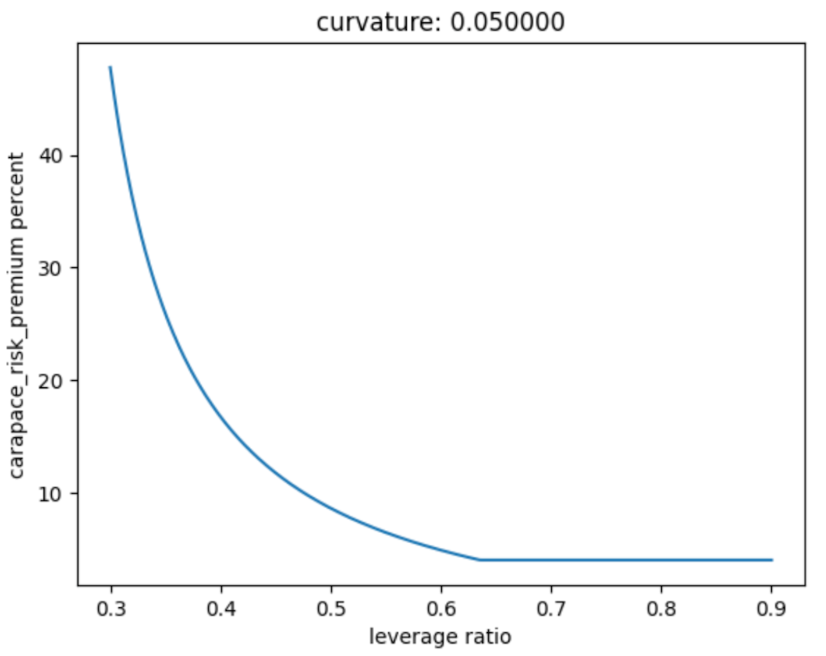 curvature: 0.050000
carapace_risk_premium percent
40
30
20
10
0.3 0.4 0.5 0.6 0.7 0.8 0.9
leverage ratio